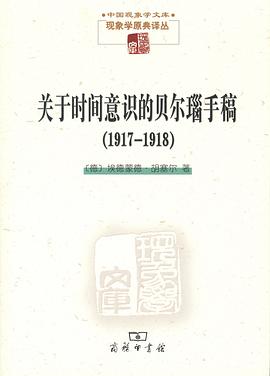 ·中国现象学文库·
现象学原典译丛
关于时间意识的贝尔瑙手稿
(1917-1918)
〔德〕埃德蒙德·胡塞尔 著
商务印书馆